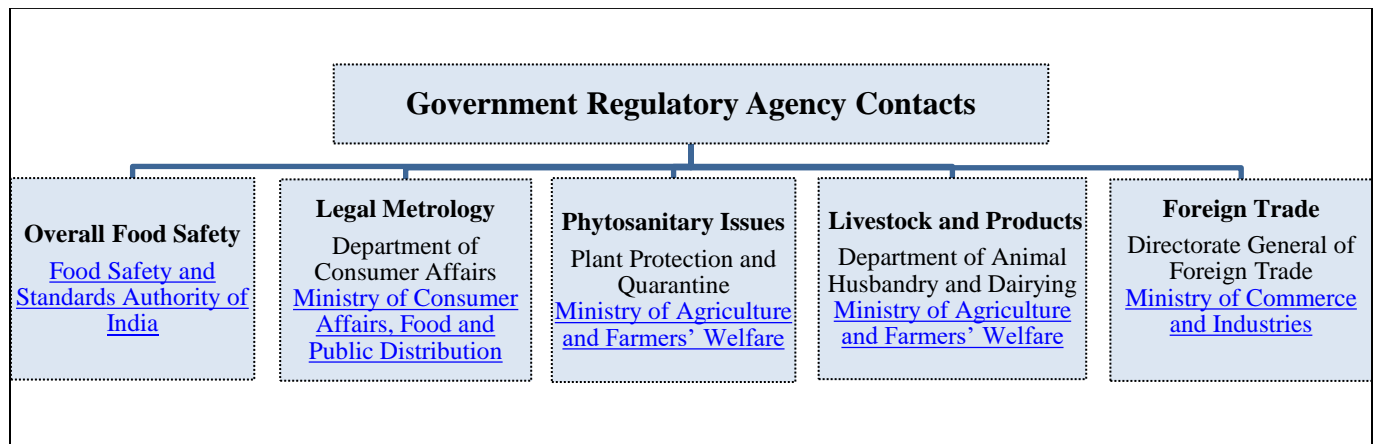 Government Regulatory Agency Contacts
Overall Food Safety
Food Safety and
Standards Authority of
India
Legal Metrology
Department of
Consumer Affairs
Ministry of Consumer
Affairs, Food and
Public Distribution
Phytosanitary Issues
Plant Protection and
Quarantine
Ministry of Agriculture
and Farmers’ Welfare
Livestock and Products
Department of Animal
Husbandry and Dairying
Ministry of Agriculture
and Farmers’ Welfare
Foreign Trade
Directorate General of
Foreign Trade
Ministry of Commerce
and Industries